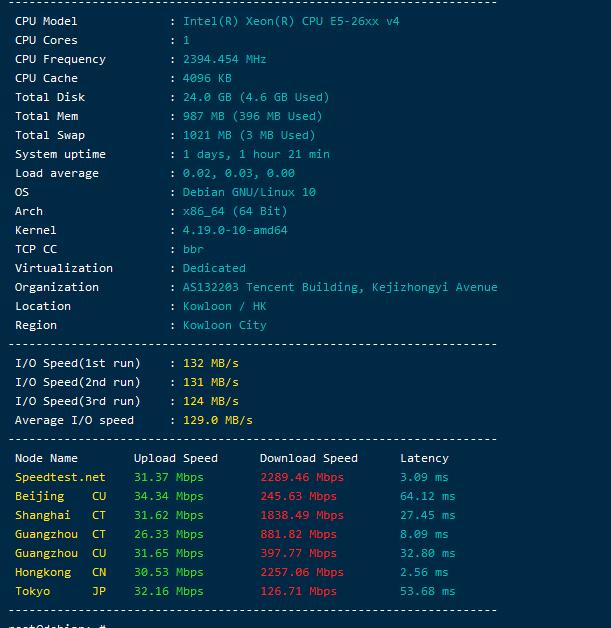 ----------------------------------------------------------------------
CPU Model            : Intel(R) Xeon(R) CPU E5-26xx v4
CPU Cores            : 1
CPU Frequency        : 2394.454 MHz
CPU Cache            : 4096 KB
Total Disk           : 24.0 GB (4.6 GB Used)
Total Mem            : 987 MB (396 MB Used)
Total Swap           : 1021 MB (3 MB Used)
System uptime        : 1 days, 1 hour 21 min
Load average         : 0.02, 0.03, 0.00
OS                   : Debian GNU/Linux 10
Arch                 : x86_64 (64 Bit)
Kernel               : 4.19.0-10-amd64
TCP CC               : bbr
Virtualization       : Dedicated
Organization         : AS132203 Tencent Building, Kejizhongyi Avenue
Location             : Kowloon / HK
Region               : Kowloon City
----------------------------------------------------------------------
I/O Speed(1st run)   : 132 MB/s
I/O Speed(2nd run)   : 131 MB/s
I/O Speed(3rd run)   : 124 MB/s
Average I/O speed    : 129.0 MB/s
----------------------------------------------------------------------
Node Name        Upload Speed      Download Speed      Latency
Speedtest.net    31.37 Mbps        2289.46 Mbps        3.09 ms
Beijing    CU    34.34 Mbps        245.63 Mbps         64.12 ms
Shanghai   CT    31.62 Mbps        1838.49 Mbps        27.45 ms
Guangzhou  CT    26.33 Mbps        881.82 Mbps         8.09 ms
Guangzhou  CU    31.65 Mbps        397.77 Mbps         32.80 ms
Hongkong   CN    30.53 Mbps        2257.06 Mbps        2.56 ms
Tokyo      JP    32.16 Mbps        126.71 Mbps         53.68 ms
----------------------------------------------------------------------